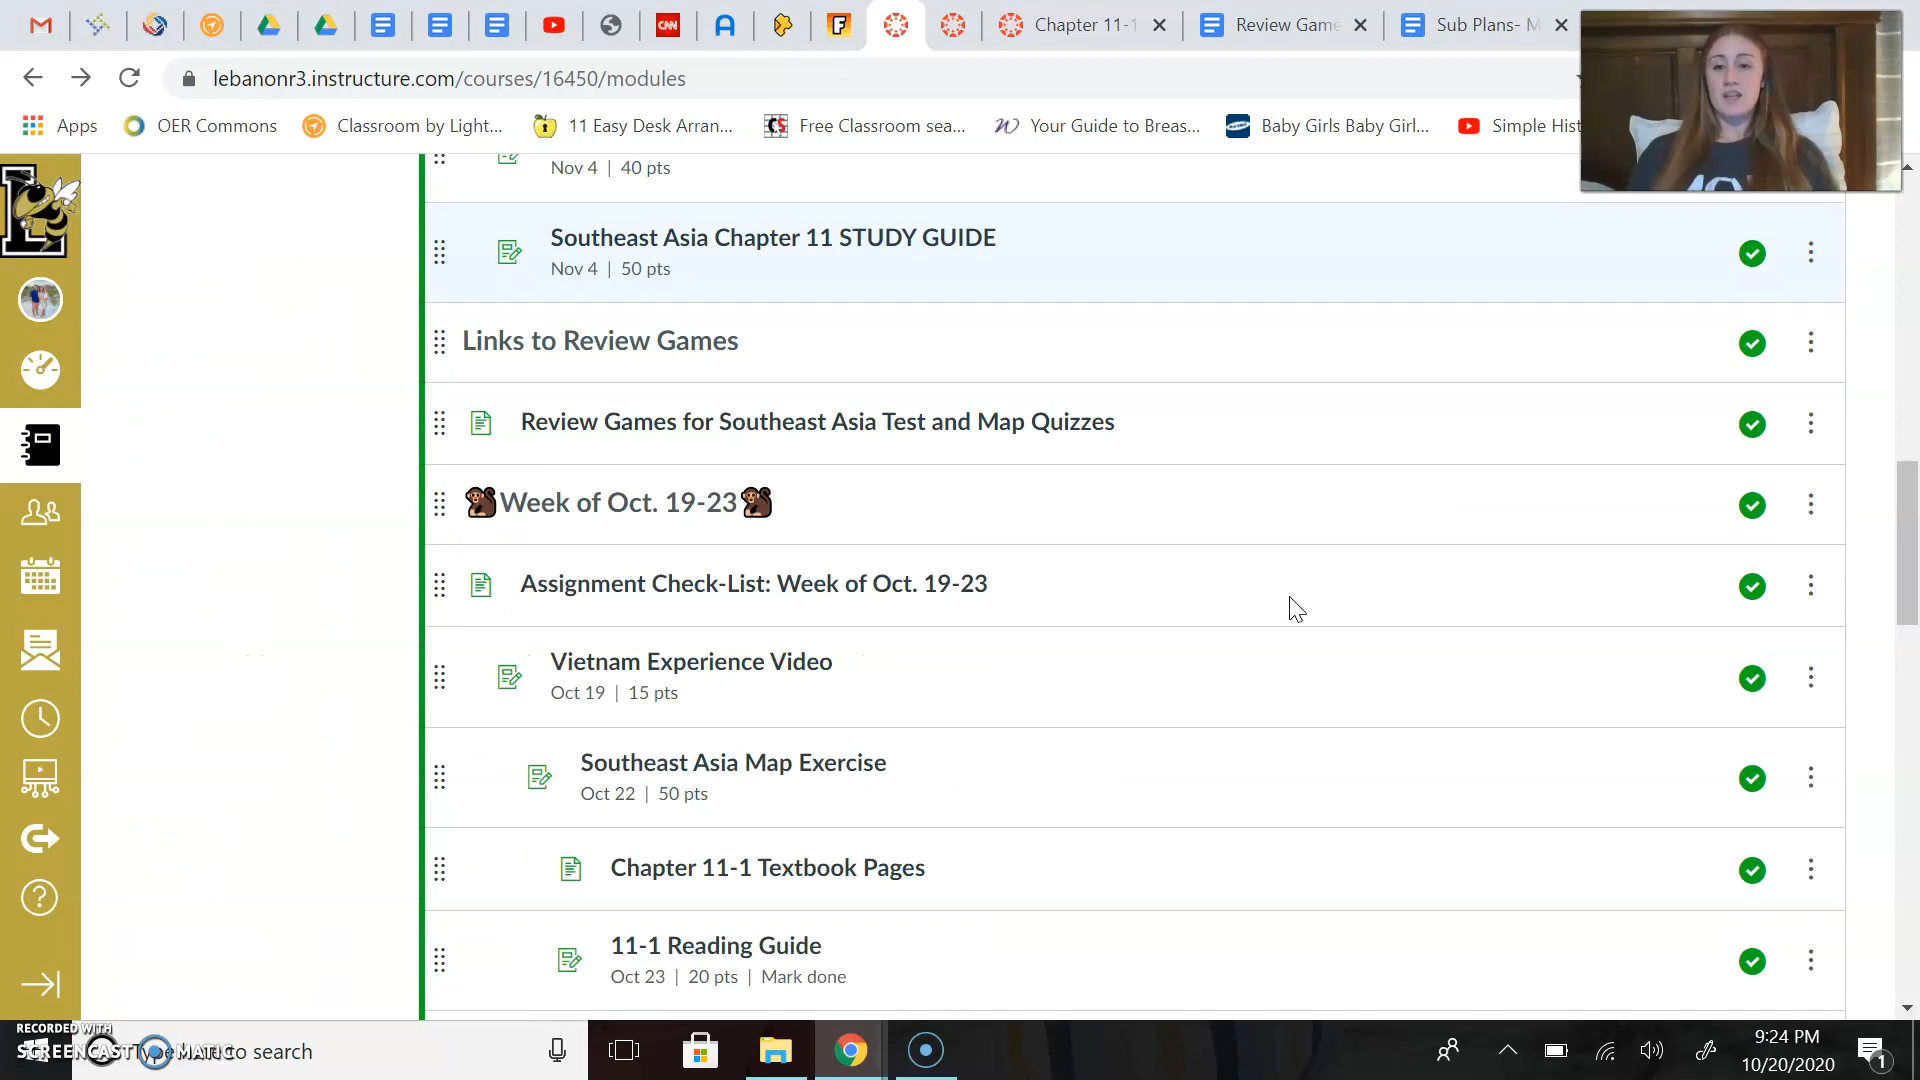 Chapter 11-1
Review Game
Sub Plans- M
lebanonr3.instructure.com/courses/16450/modules
Apps
OER Commons
Classroom by Light...
11 Easy Desk Arran...
Free Classroom sea...
Your Guide to Breas...
Baby Girls Baby Girl...
Simple Hist
Nov 4 | 40 pts
Southeast Asia Chapter 11 STUDY GUIDE
Nov 4 | 50 pts
Links to Review Games
Review Games for Southeast Asia Test and Map Quizzes
Week of Oct. 19-23
Assignment Check-List: Week of Oct. 19-23
Vietnam Experience Video
Oct 19 | 15 pts
Southeast Asia Map Exercise
Oct 22 | 50 pts
Chapter 11-1 Textbook Pages
11-1 Reading Guide
Oct 23 | 20 pts | Mark done
RECORDED WITH
SCREENCAST MATIC
Type here to search
9:24 PM
10/20/2020
1